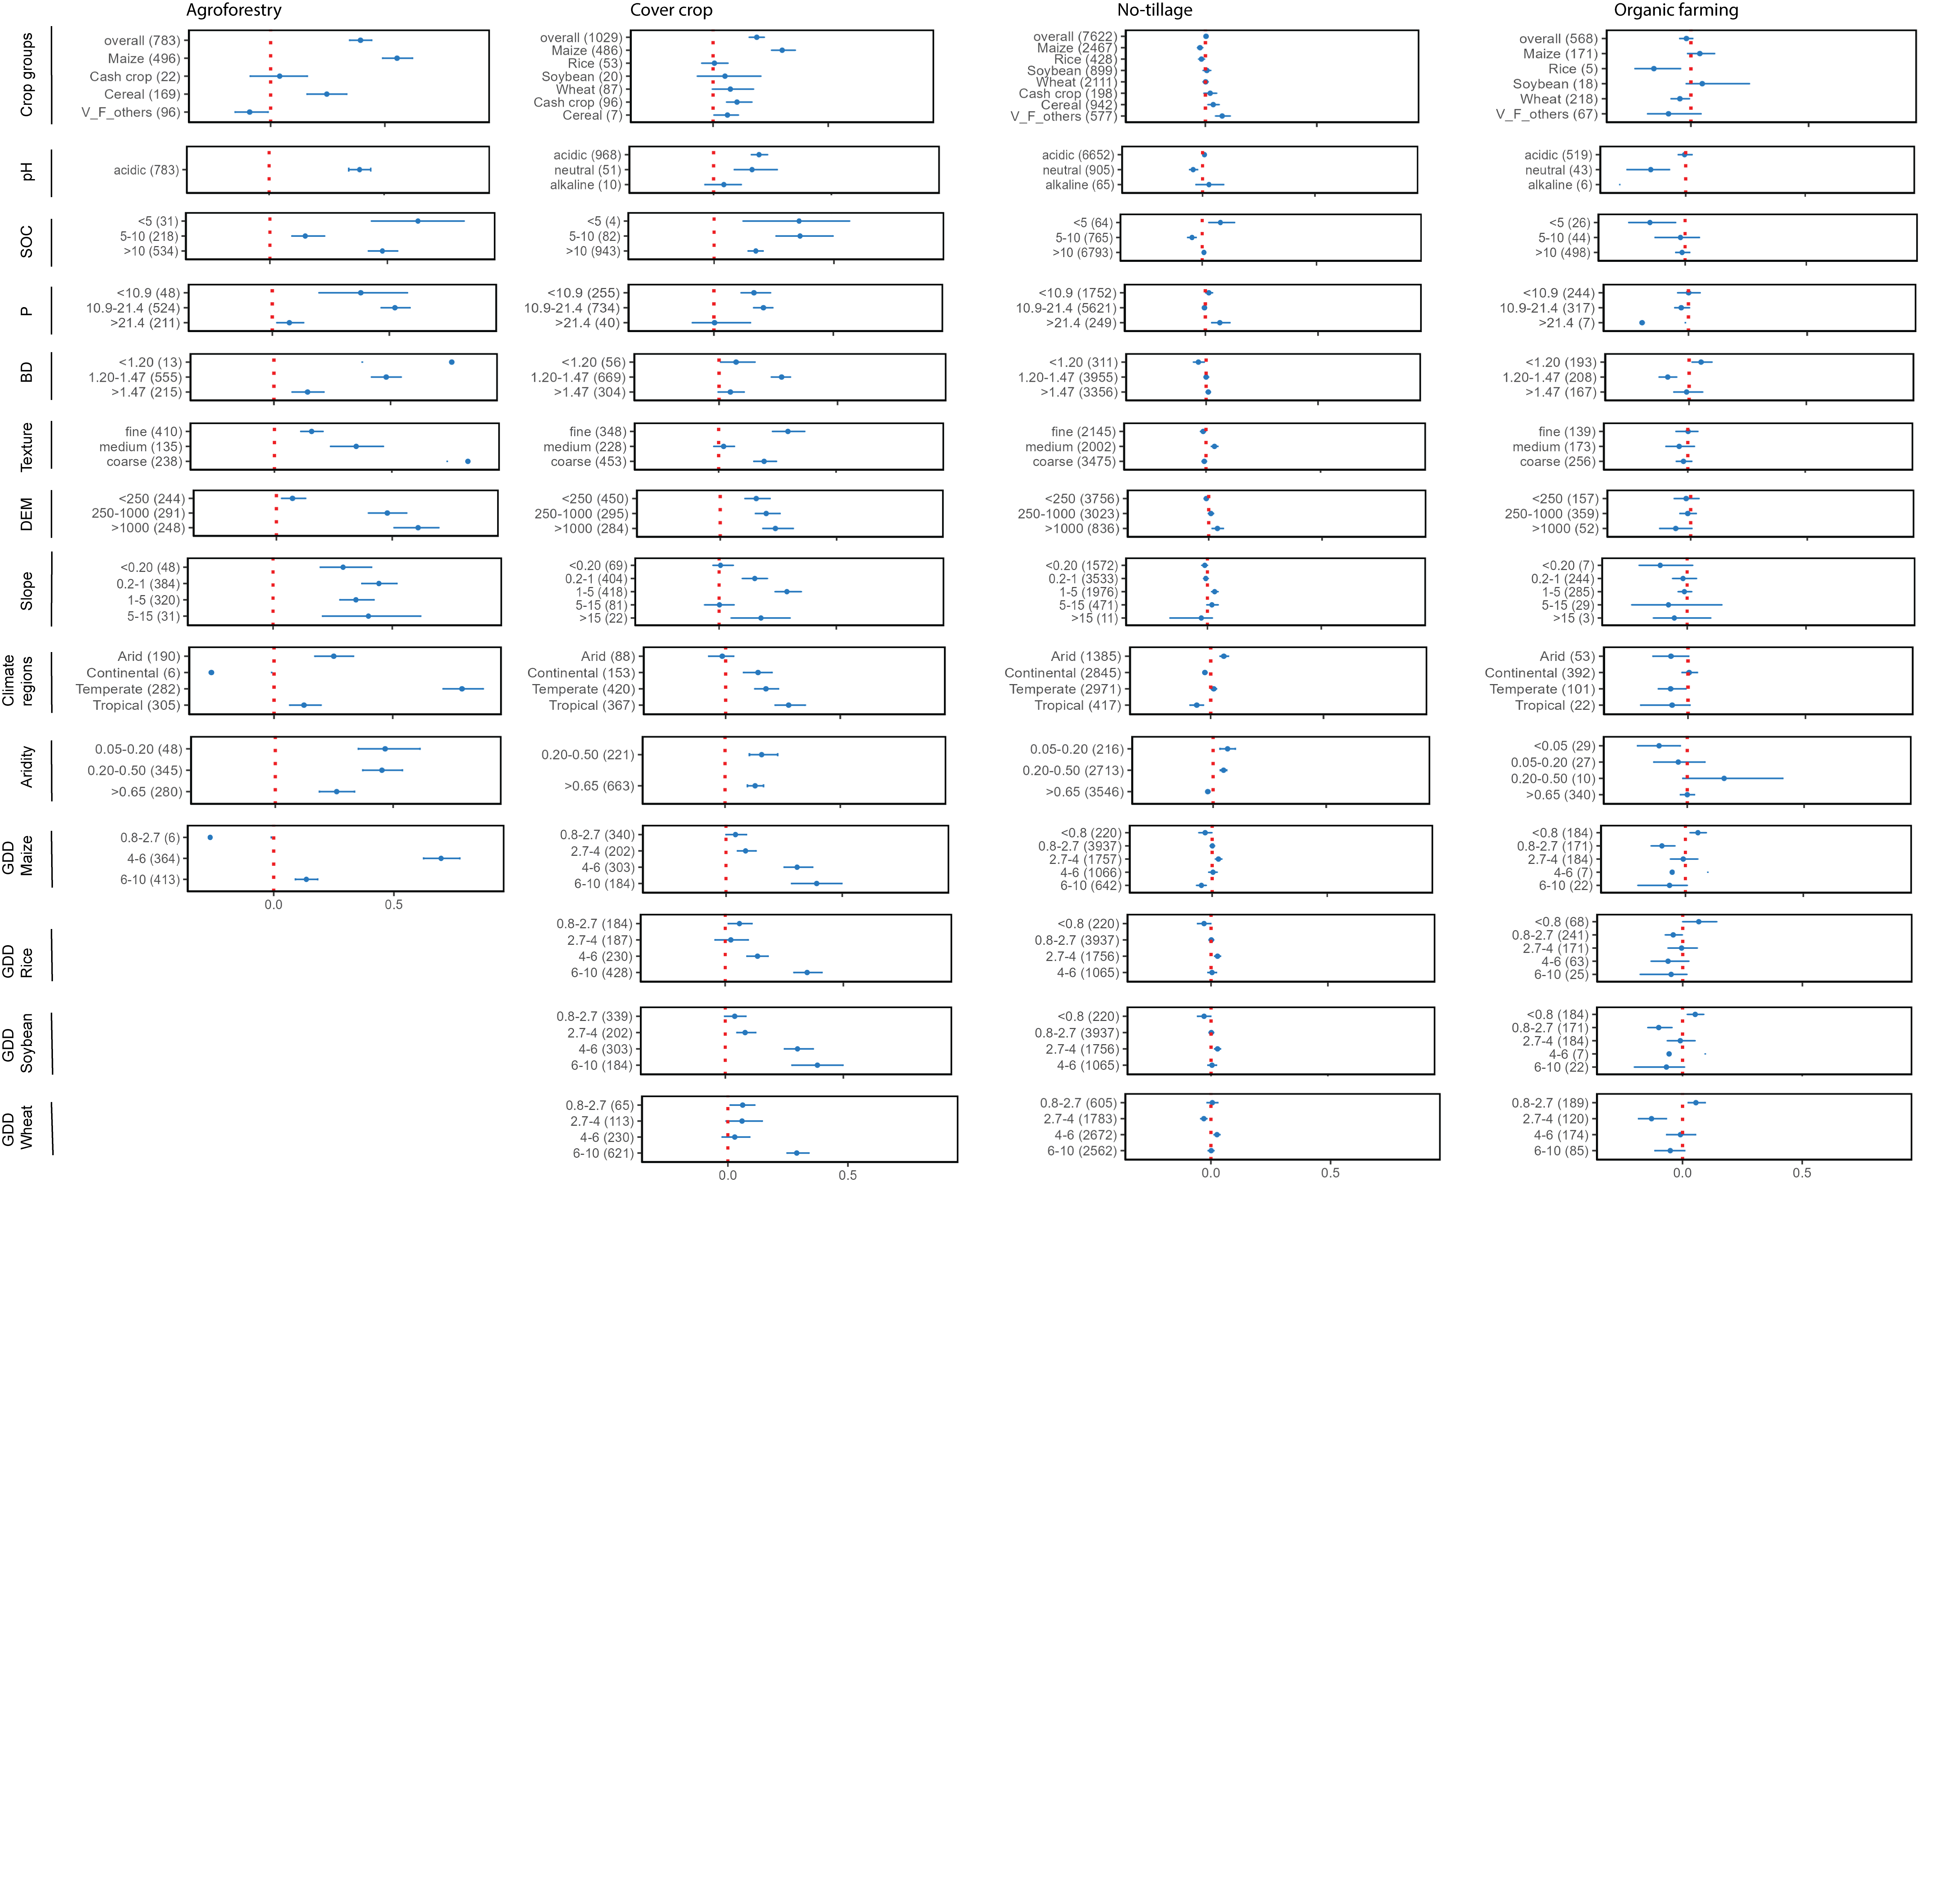 Agroforestry
Cover crop
No-tillage
Organic farming
Crop groups
overall (783)
Maize (496)
Cash crop (22)
Cereal (169)
V_F_others (96)
overall (1029)
Maize (486)
Rice (53)
Soybean (20)
Wheat (87)
Cash crop (96)
Cereal (7)
overall (7622)
Maize (2467)
Rice (428)
Soybean (899)
Wheat (2111)
Cash crop (198)
Cereal (942)
V_F_others (577)
overall (568)
Maize (171)
Rice (5)
Soybean (18)
Wheat (218)
V_F_others (67)
pH
acidic (783)
acidic (968)
neutral (51)
alkaline (10)
acidic (6652)
neutral (905)
alkaline (65)
acidic (519)
neutral (43)
alkaline (6)
SOC
<5 (31)
5-10 (218)
>10 (534)
<5 (4)
5-10 (82)
>10 (943)
<5 (64)
5-10 (765)
>10 (6793)
<5 (26)
5-10 (44)
>10 (498)
P
<10.9 (48)
10.9-21.4 (524)
>21.4 (211)
<10.9 (255)
10.9-21.4 (734)
>21.4 (40)
<10.9 (1752)
10.9-21.4 (5621)
>21.4 (249)
<10.9 (244)
10.9-21.4 (317)
>21.4 (7)
BD
<1.20 (13)
1.20-1.47 (555)
>1.47 (215)
<1.20 (56)
1.20-1.47 (669)
>1.47 (304)
<1.20 (311)
1.20-1.47 (3955)
>1.47 (3356)
<1.20 (193)
1.20-1.47 (208)
>1.47 (167)
Texture
fine (410)
medium (135)
coarse (238)
fine (348)
medium (228)
coarse (453)
fine (2145)
medium (2002)
coarse (3475)
fine (139)
medium (173)
coarse (256)
DEM
<250 (244)
250-1000 (291)
>1000 (248)
<250 (450)
250-1000 (295)
>1000 (284)
<250 (3756)
250-1000 (3023)
>1000 (836)
<250 (157)
250-1000 (359)
>1000 (52)
Slope
<0.20 (48)
0.2-1 (384)
1-5 (320)
5-15 (31)
<0.20 (69)
0.2-1 (404)
1-5 (418)
5-15 (81)
>15 (22)
<0.20 (1572)
0.2-1 (3533)
1-5 (1976)
5-15 (471)
>15 (11)
<0.20 (7)
0.2-1 (244)
1-5 (285)
5-15 (29)
>15 (3)
Climate
regions
Arid (190)
Continental (6)
Temperate (282)
Tropical (305)
Arid (88)
Continental (153)
Temperate (420)
Tropical (367)
Arid (1385)
Continental (2845)
Temperate (2971)
Tropical (417)
Arid (53)
Continental (392)
Temperate (101)
Tropical (22)
Aridity
0.05-0.20 (48)
0.20-0.50 (345)
>0.65 (280)
0.20-0.50 (221)
>0.65 (663)
0.05-0.20 (216)
0.20-0.50 (2713)
>0.65 (3546)
<0.05 (29)
0.05-0.20 (27)
0.20-0.50 (10)
>0.65 (340)
GDD
Maize
0.8-2.7 (6)
4-6 (364)
6-10 (413)
0.0
0.5
0.8-2.7 (340)
2.7-4 (202)
4-6 (303)
6-10 (184)
<0.8 (220)
0.8-2.7 (3937)
2.7-4 (1757)
4-6 (1066)
6-10 (642)
<0.8 (184)
0.8-2.7 (171)
2.7-4 (184)
4-6 (7)
6-10 (22)
GDD
Rice
0.8-2.7 (184)
2.7-4 (187)
4-6 (230)
6-10 (428)
<0.8 (220)
0.8-2.7 (3937)
2.7-4 (1756)
4-6 (1065)
<0.8 (68)
0.8-2.7 (241)
2.7-4 (171)
4-6 (63)
6-10 (25)
GDD
Soybean
0.8-2.7 (339)
2.7-4 (202)
4-6 (303)
6-10 (184)
<0.8 (220)
0.8-2.7 (3937)
2.7-4 (1756)
4-6 (1065)
<0.8 (184)
0.8-2.7 (171)
2.7-4 (184)
4-6 (7)
6-10 (22)
GDD
Wheat
0.8-2.7 (65)
2.7-4 (113)
4-6 (230)
6-10 (621)
0.0
0.5
0.8-2.7 (605)
2.7-4 (1783)
4-6 (2672)
6-10 (2562)
0.0
0.5
0.8-2.7 (189)
2.7-4 (120)
4-6 (174)
6-10 (85)
0.0
0.5